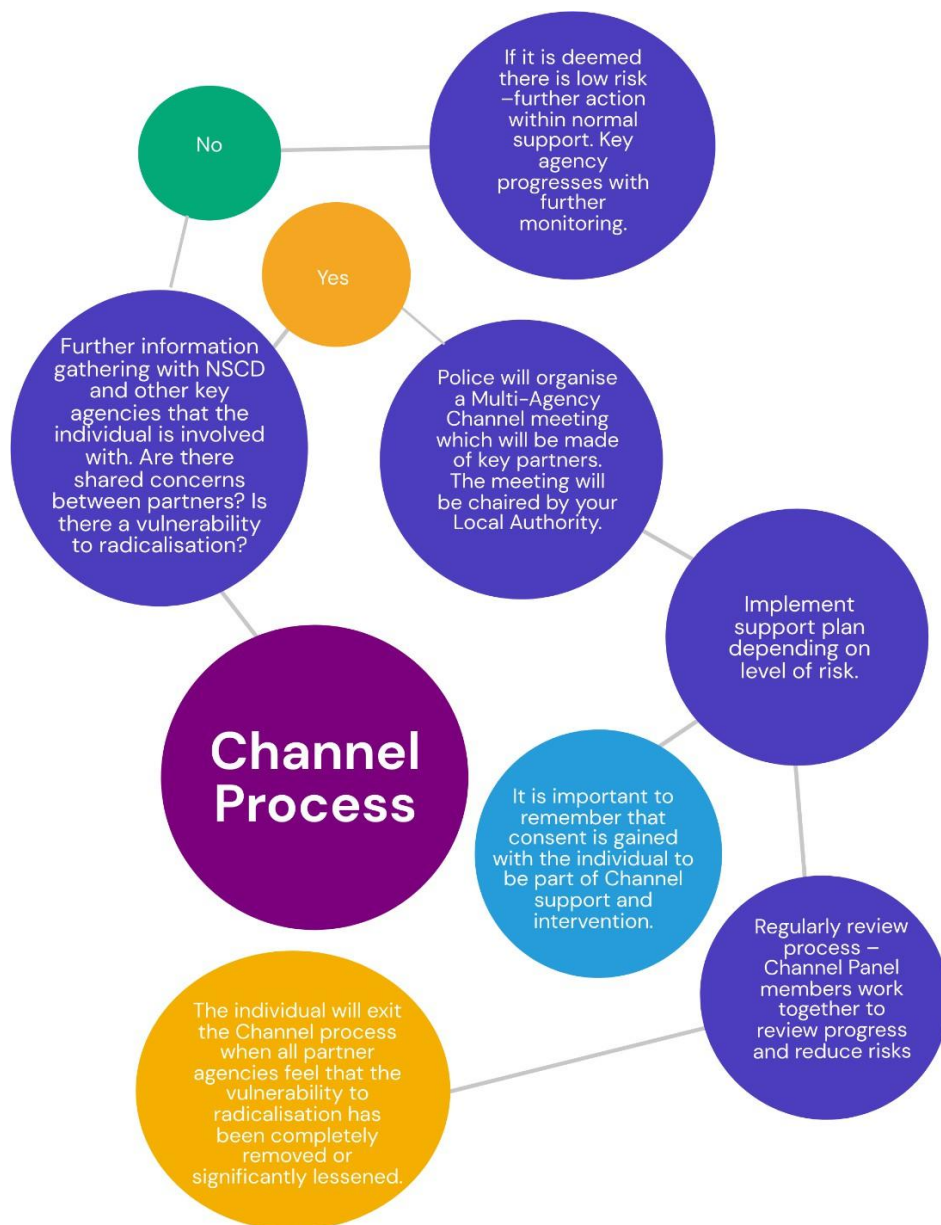 If it is deemed
there is low risk
–further action
within normal
support. Key
agency
progresses with
further
monitoring.
No
Yes
Further information
gathering with NSCD
and other key
agencies that the
individual is involved
with. Are there
shared concerns
between partners? Is
there a vulnerability
to radicalisation?
Police will organise
a Multi-Agency
Channel meeting
which will be made
of key partners.
The meeting will
be chaired by your
Local Authority.
Implement
support plan
depending on
level of risk.
Channel
Process
It is important to
remember that
consent is gained
with the individual to
be part of Channel
support and
intervention.
Regularly review
process –
Channel Panel
members work
together to
review progress
and reduce risks
The individual will exit
the Channel process
when all partner
agencies feel that the
vulnerability to
radicalisation has
been completely
removed or
significantly lessened.